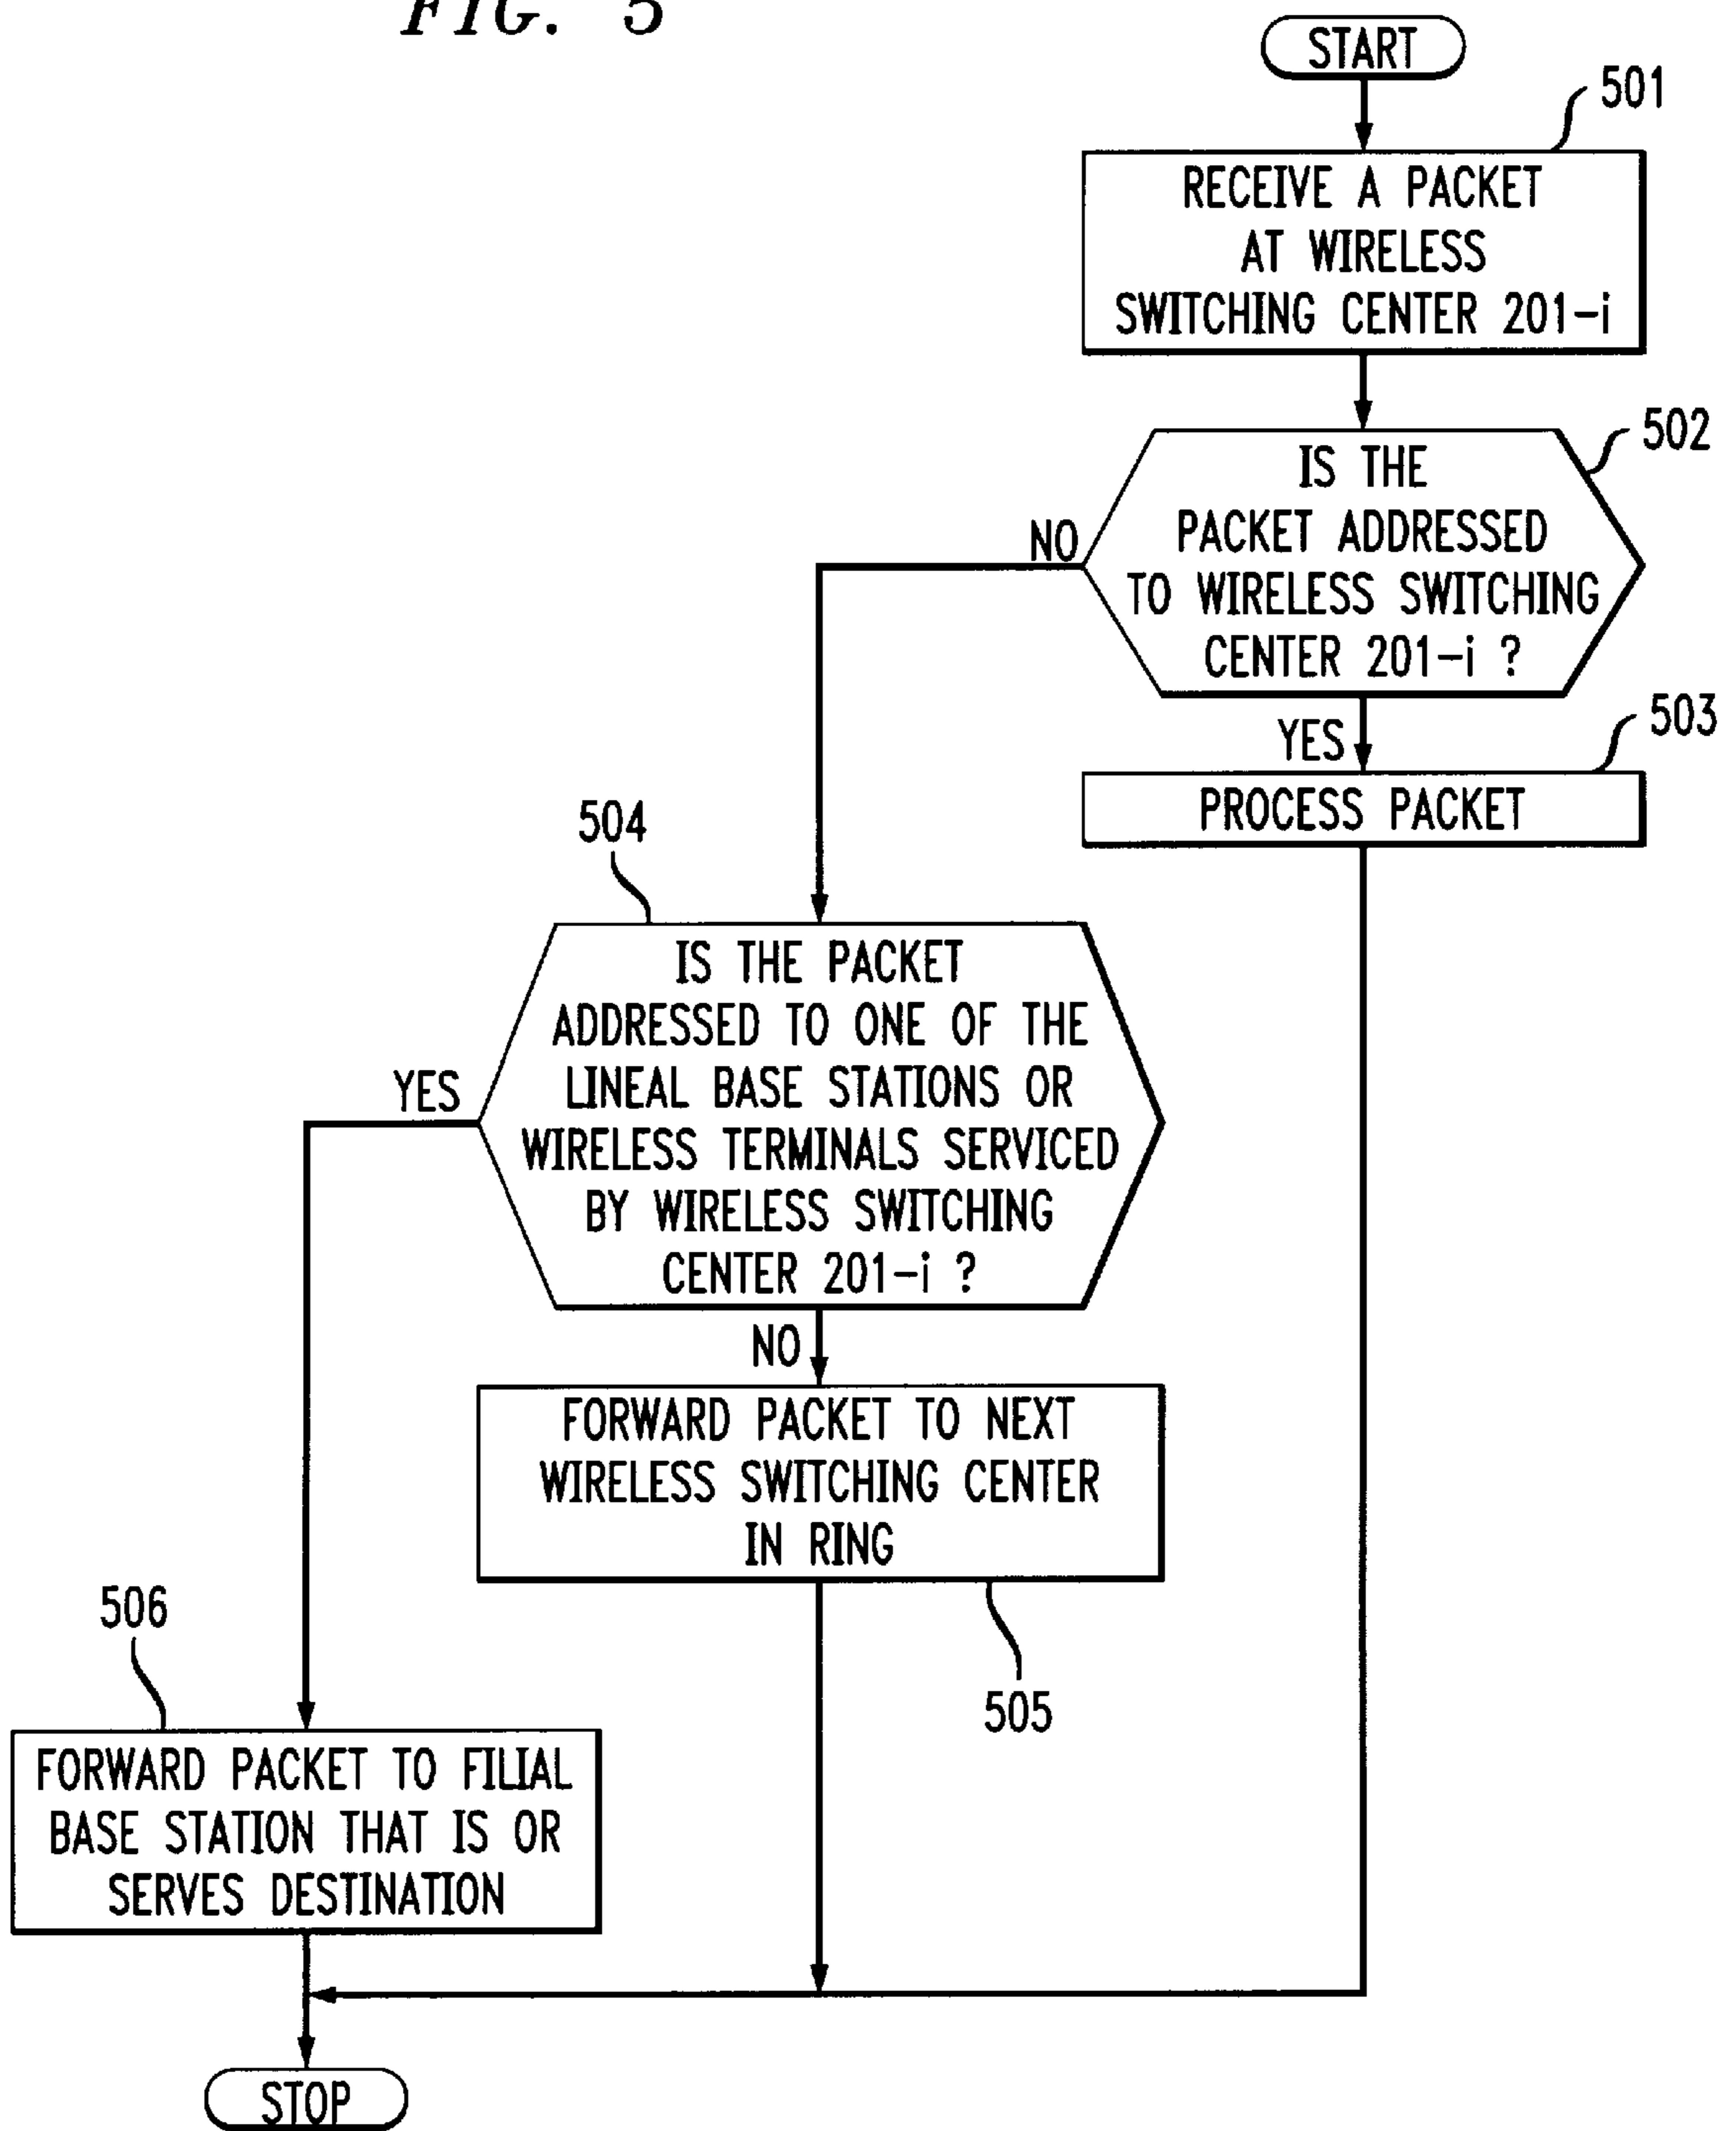 FIG. 5
START
501
RECEIVE A PACKET
AT WIRELESS
SWITCHING CENTER 201-i
502
IS THE
PACKET ADDRESSED
TO WIRELESS SWITCHING
CENTER 201-i ?
NO
YES
503
PROCESS PACKET
504
IS THE PACKET
ADDRESSED TO ONE OF THE
LINEAL BASE STATIONS OR
WIRELESS TERMINALS SERVICED
BY WIRELESS SWITCHING
CENTER 201-i ?
YES
NO
FORWARD PACKET TO NEXT
WIRELESS SWITCHING CENTER
IN RING
505
506
FORWARD PACKET TO FILIAL
BASE STATION THAT IS OR
SERVES DESTINATION
STOP